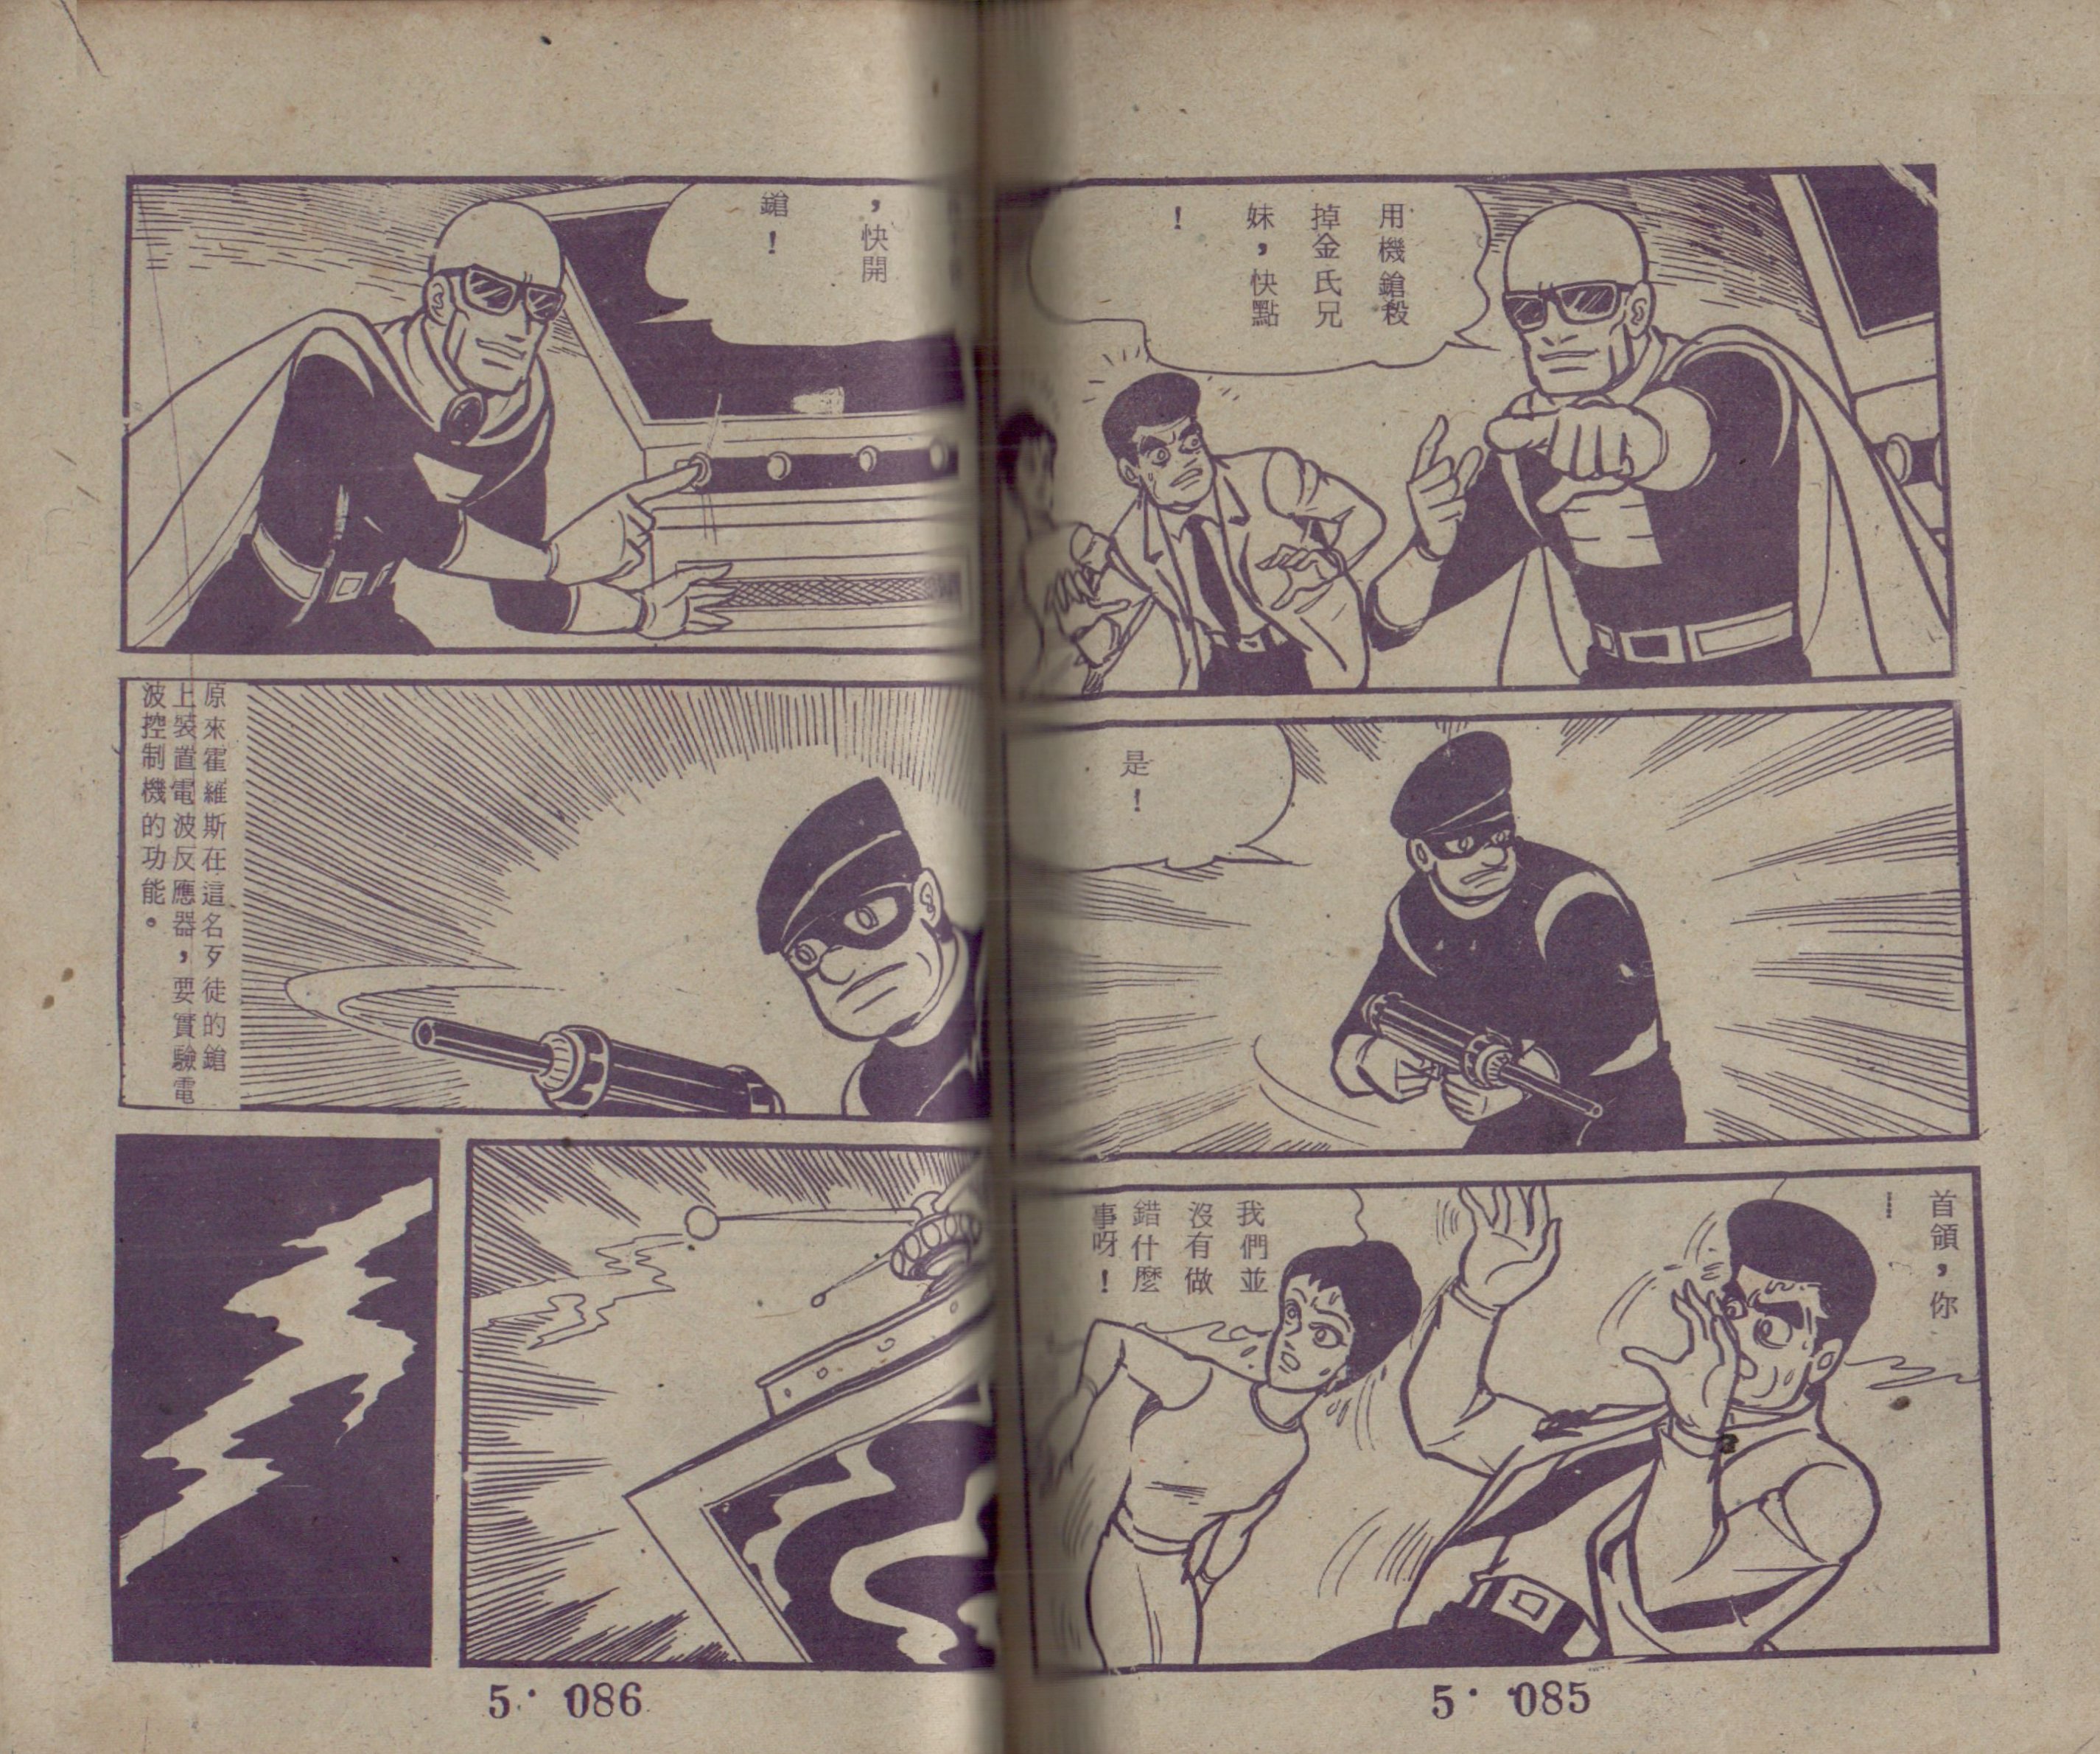 用機鎗殺
掉金氏兄
妹，快點
！
是！
首領，你
…
我們並
沒有做
錯什麼
事呀！
5·085
，快開
鎗！
原來霍維斯在這名歹徒的鎗
上裝置電波反應器，要實驗電
波控制機的功能。
5·086